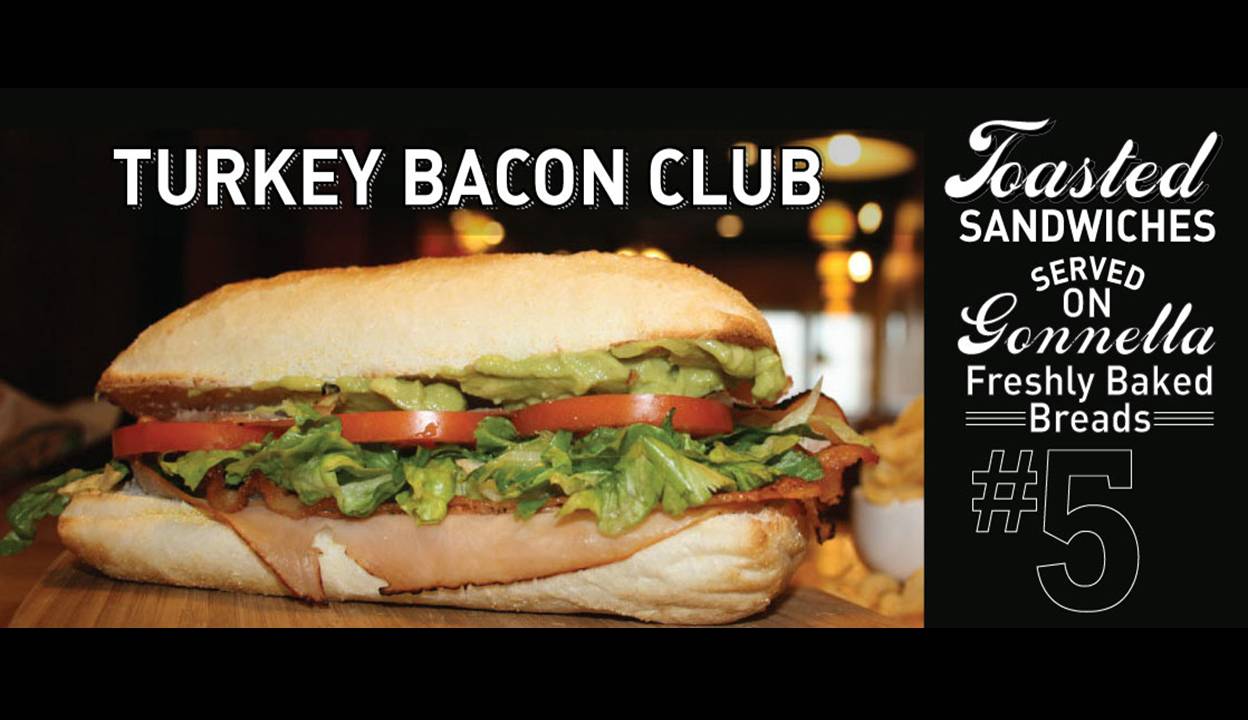 TURKEY BACON CLUB
Toasted
SANDWICHES
SERVED
ON
Gonnella
Freshly Baked
Breads
#5